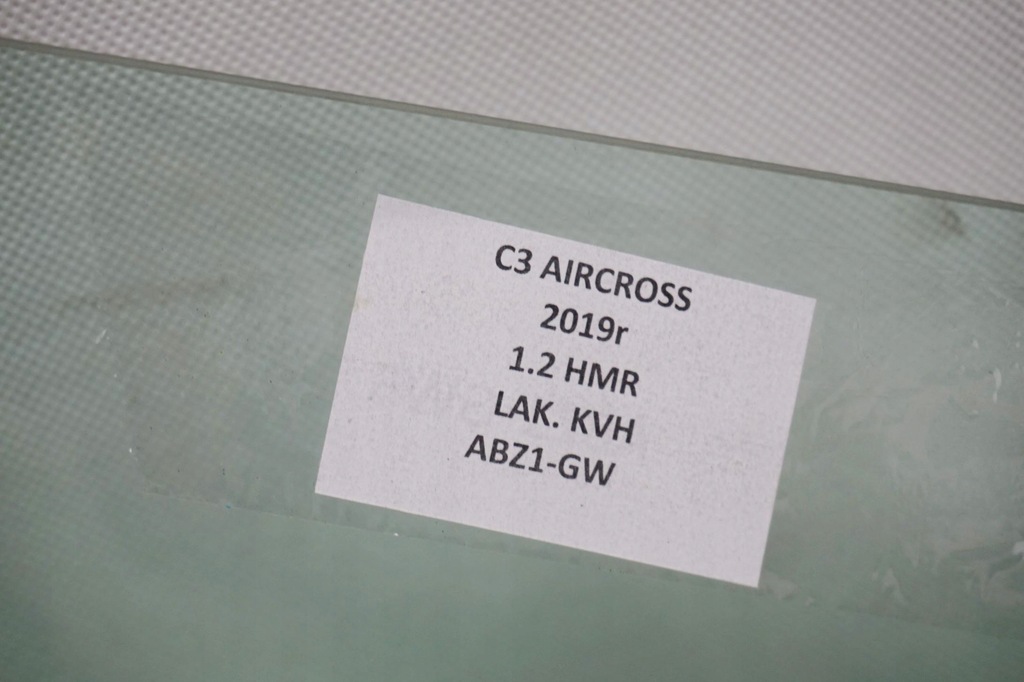 C3 AIRCROSS
2019r
1.2 HMR
LAK. KVH
ABZ1-GW